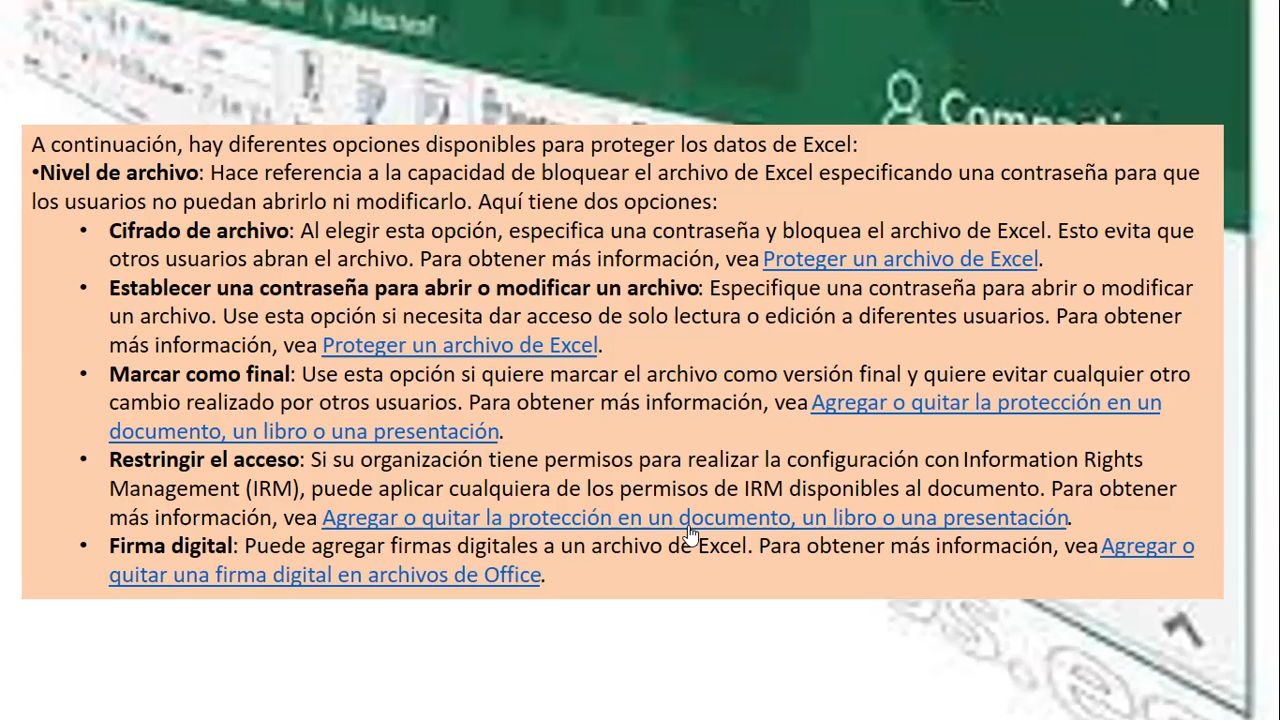 A continuación, hay diferentes opciones disponibles para proteger los datos de Excel:
•Nivel de archivo: Hace referencia a la capacidad de bloquear el archivo de Excel especificando una contraseña para que
los usuarios no puedan abrirlo ni modificarlo. Aquí tiene dos opciones:
• Cifrado de archivo: Al elegir esta opción, especifica una contraseña y bloquea el archivo de Excel. Esto evita que
otros usuarios abran el archivo. Para obtener más información, vea Proteger un archivo de Excel.
• Establecer una contraseña para abrir o modificar un archivo: Especifique una contraseña para abrir o modificar
un archivo. Use esta opción si necesita dar acceso de solo lectura o edición a diferentes usuarios. Para obtener
más información, vea Proteger un archivo de Excel.
• Marcar como final: Use esta opción si quiere marcar el archivo como versión final y quiere evitar cualquier otro
cambio realizado por otros usuarios. Para obtener más información, vea Agregar o quitar la protección en un
documento, un libro o una presentación.
• Restringir el acceso: Si su organización tiene permisos para realizar la configuración con Information Rights
Management (IRM), puede aplicar cualquiera de los permisos de IRM disponibles al documento. Para obtener
más información, vea Agregar o quitar la protección en un documento, un libro o una presentación.
• Firma digital: Puede agregar firmas digitales a un archivo de Excel. Para obtener más información, vea Agregar o
quitar una firma digital en archivos de Office.